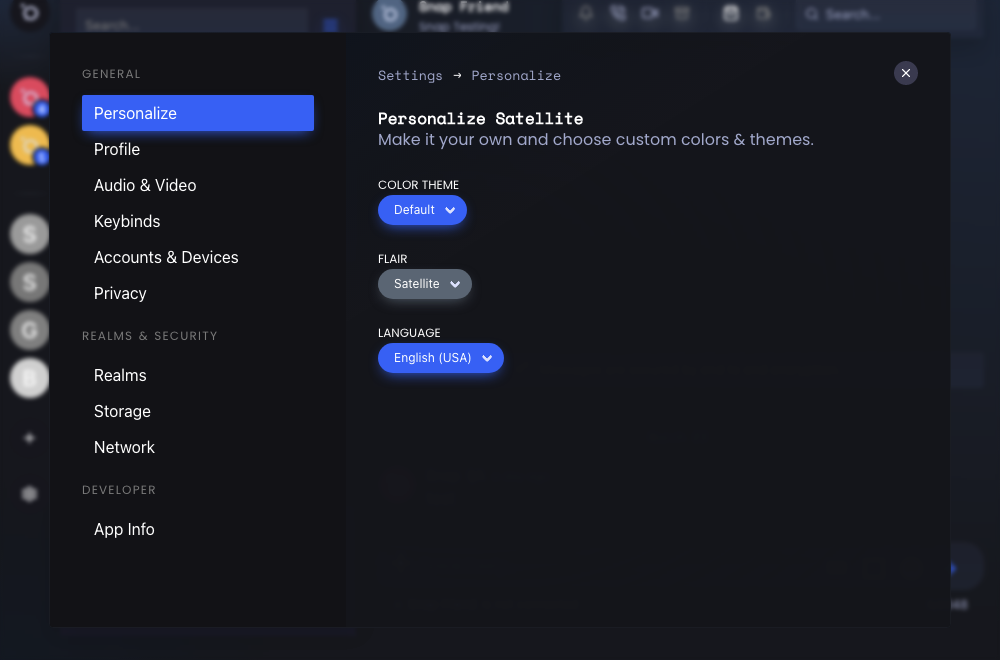 Search...
Snap Friend
Snap Testing!
Search...
GENERAL
Personalize
Profile
Audio & Video
Keybinds
Accounts & Devices
Privacy
REALMS & SECURITY
Realms
Storage
Network
DEVELOPER
App Info
Settings → Personalize
Personalize Satellite
Make it your own and choose custom colors & themes.
COLOR THEME
Default
FLAIR
Satellite
LANGUAGE
English (USA)
S
S
G